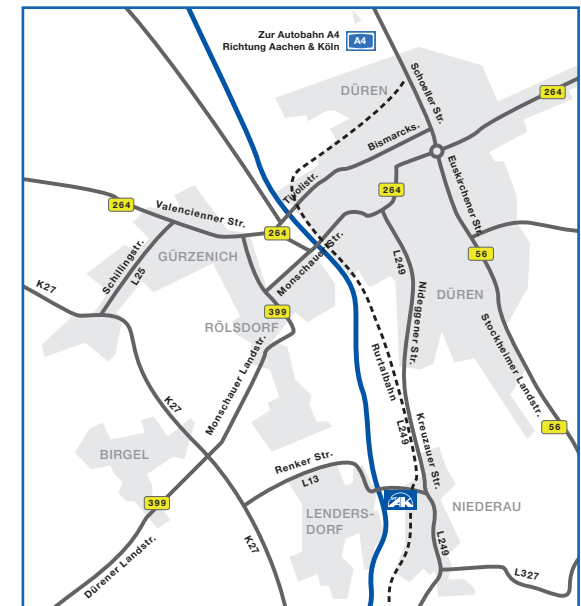 Zur Autobahn A4
Richtung Aachen & Köln
A4
Schoeller Str.
DÜREN
264
Bismarcks.
Euskirchener Str.
Tivolistr.
264
264
Valencienner Str.
264
Schillingstr.
L25
GÜRZENICH
Monschauer Str.
L249
56
K27
Nideggener Str.
DÜREN
399
RÖLSDORF
Stockheimer Landstr.
Rurtalbahn
Monschauer Landstr.
K27
L249
Kreuzauer Str.
56
BIRGEL
Renker Str.
L13
399
LENDERS-
DORF
NIEDERAU
K27
L249
Dürener Landstr.
L327